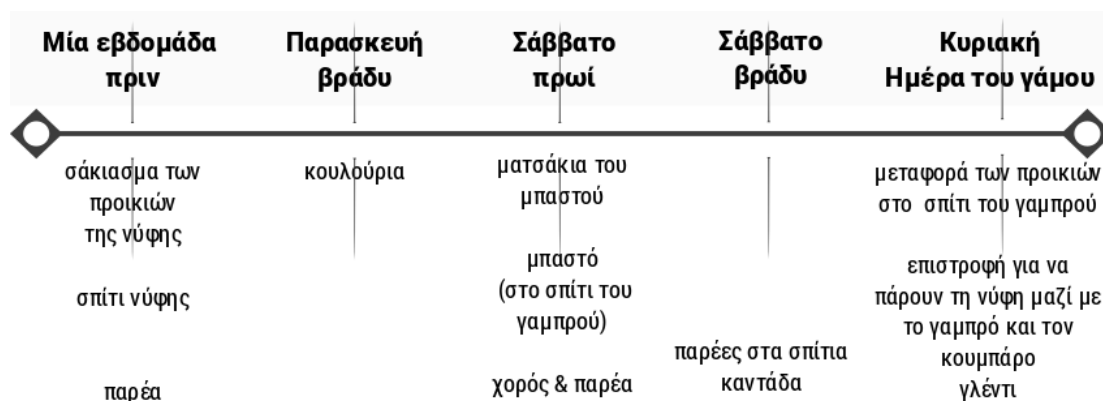 Μία εβδομάδα
πριν
Παρασκευή
βράδυ
Σάββατο
πρωί
Σάββατο
βράδυ
Κυριακή
Ημέρα του γάμου
σάκιασμα των
προικιών
της νύφης
σπίτι νύφης
παρέα
κουλούρια
ματσάκια του
μπαστού
μπαστό
(στο σπίτι του
γαμπρού)
χορός & παρέα
παρέες στα σπίτια
καντάδα
μεταφορά των προικιών
στο σπίτι του γαμπρού
επιστροφή για να
πάρουν τη νύφη μαζί με
το γαμπρό και τον
κουμπάρο
γλέντι